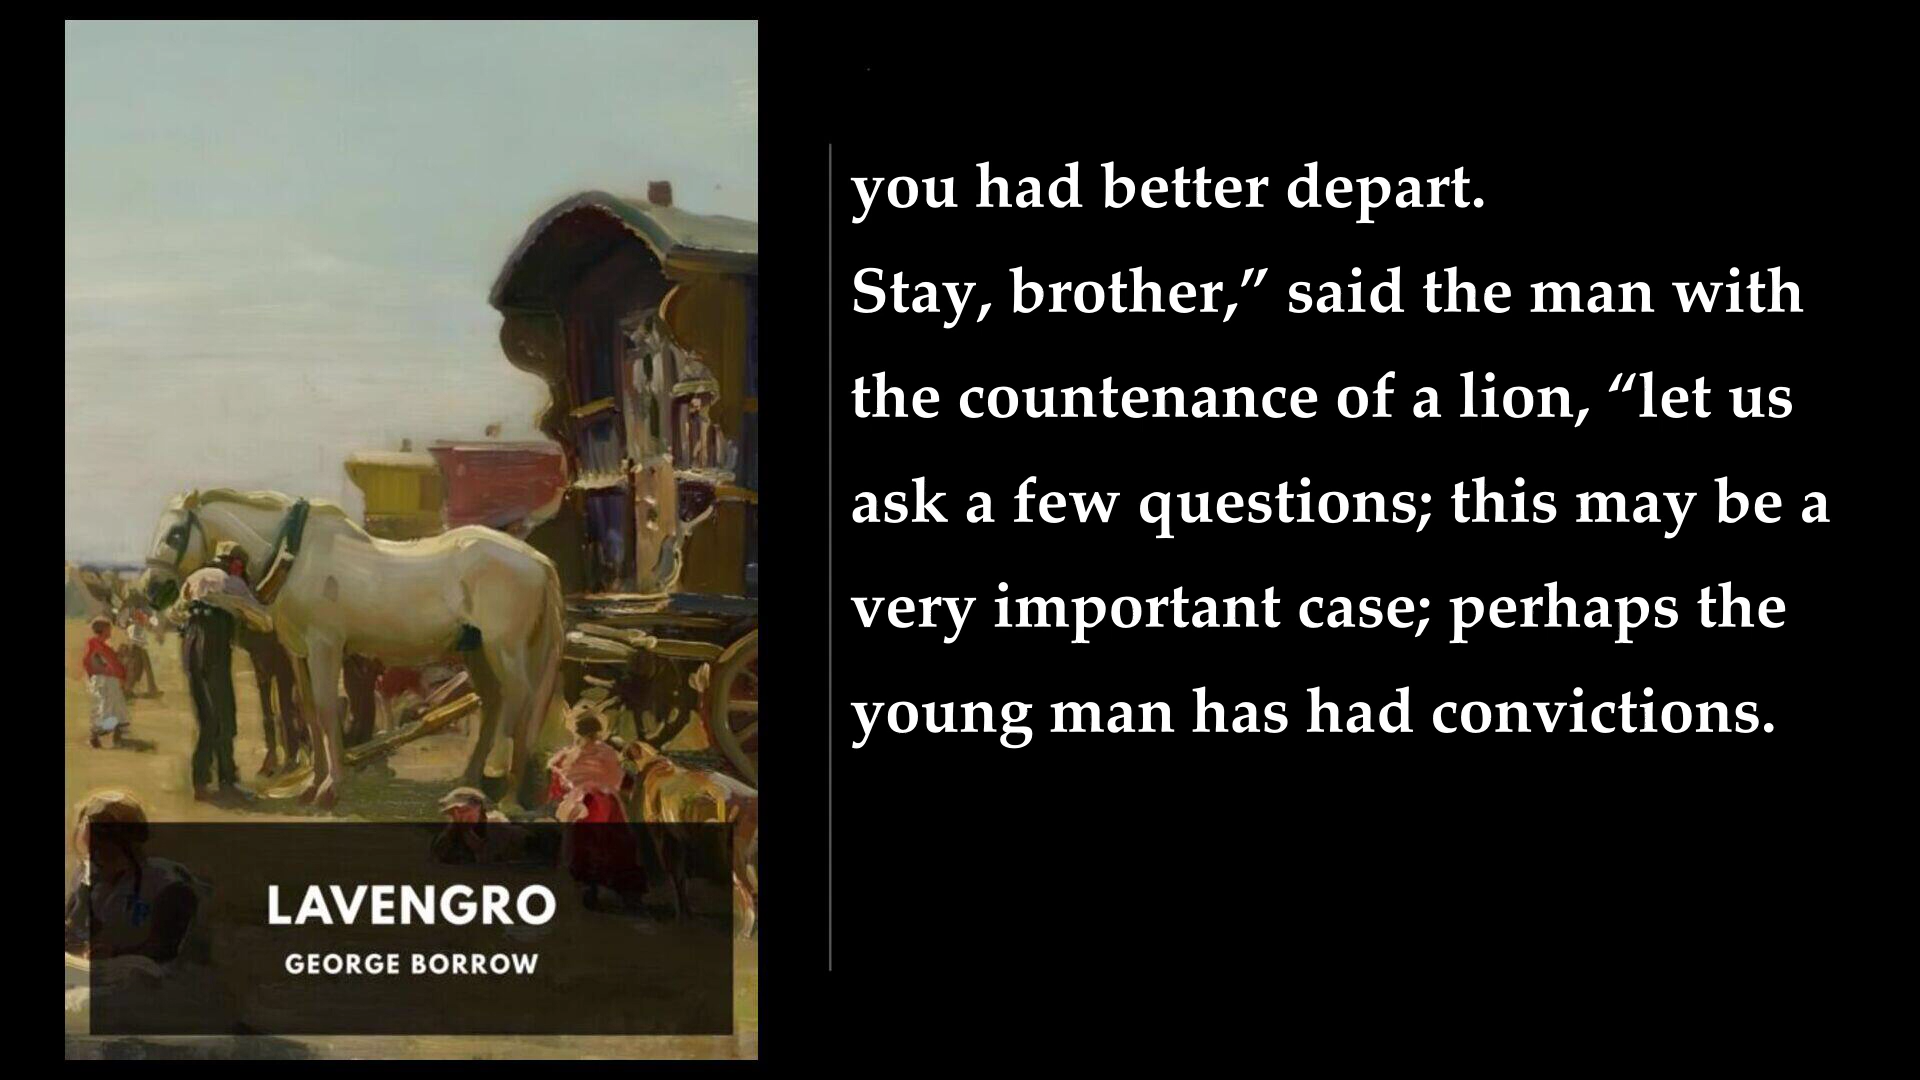 LAVENGRO
GEORGE BORROW
you had better depart.
Stay, brother,” said the man with
the countenance of a lion, “let us
ask a few questions; this may be a
very important case; perhaps the
young man has had convictions.